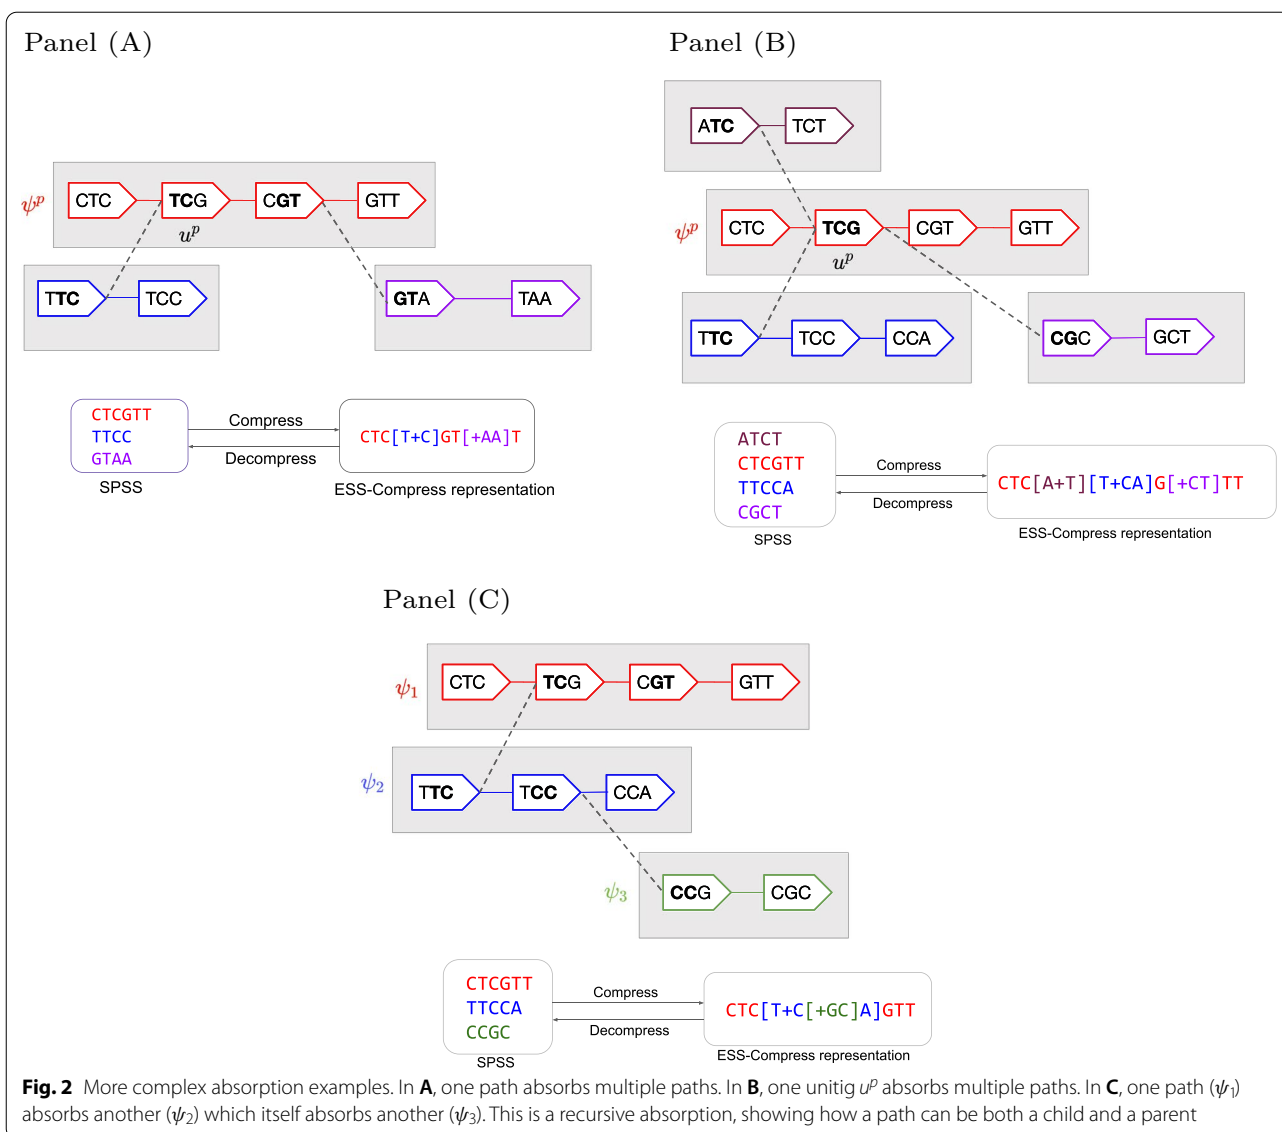 Panel (A)
ψᵖ
CTC TCG CGT GTT
uᵖ
TTC TCC
GTA TAA
CTCGTT
TTCC
GTAA
SPSS
Compress
Decompress
CTC[T+C]GT[+AA]T
ESS-Compress representation
Panel (B)
ATC TCT
ψᵖ
CTC TCG CGT GTT
uᵖ
TTC TCC CCA
CGC GCT
ATCT
CTCGTT
TTCCA
CGCT
SPSS
Compress
Decompress
CTC[A+T][T+CA]G[+CT]TT
ESS-Compress representation
Panel (C)
ψ₁
CTC TCG CGT GTT
ψ₂
TTC TCC CCA
ψ₃
CCG CGC
CTCGTT
TTCCA
CCGC
SPSS
Compress
Decompress
CTC[T+C[+GC]A]GTT
ESS-Compress representation
Fig. 2 More complex absorption examples. In A, one path absorbs multiple paths. In B, one unitig uᵖ absorbs multiple paths. In C, one path (ψ₁)
absorbs another (ψ₂) which itself absorbs another (ψ₃). This is a recursive absorption, showing how a path can be both a child and a parent